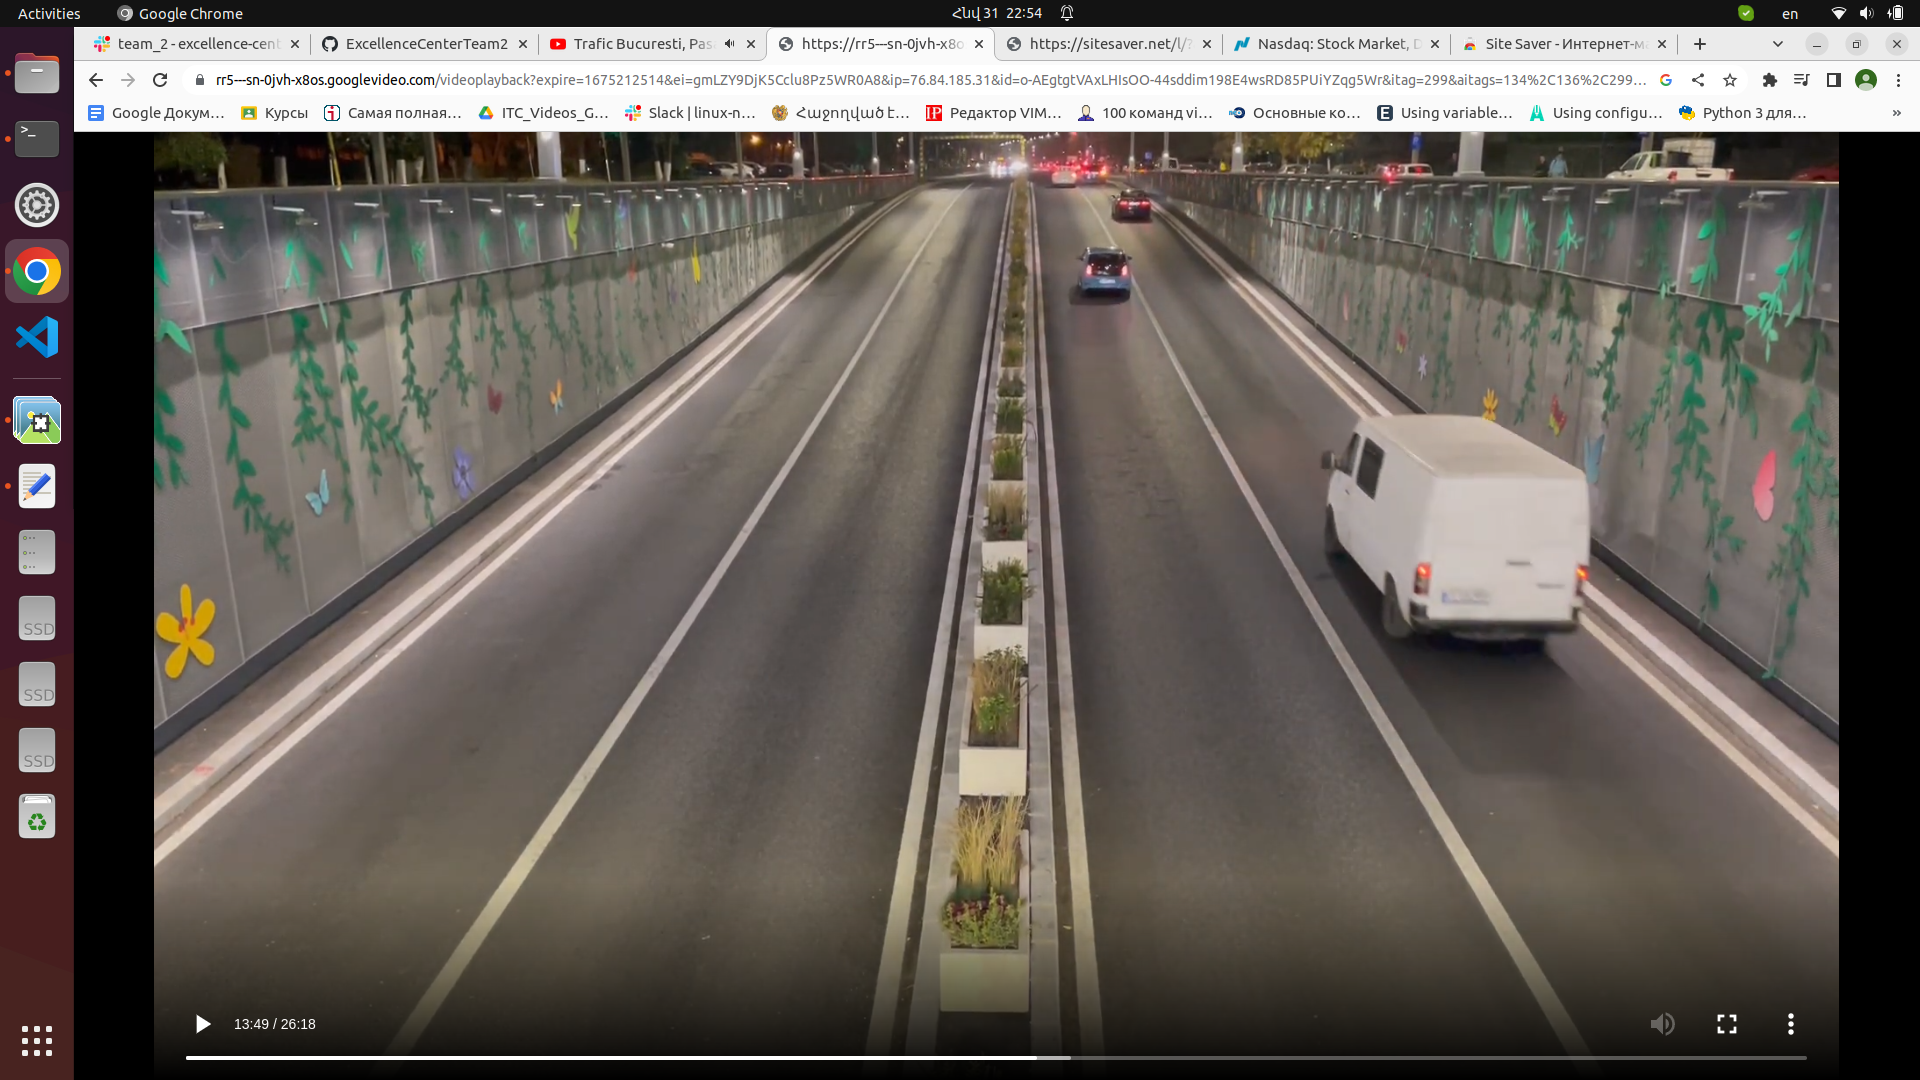 Activities
Google Chrome
Հնվ 31 22:54
en
team_2 - excellence-cent
ExcellenceCenterTeam2
Trafic Bucuresti, Pas
https://rr5---sn-0jvh-x8o
https://sitesaver.net/l/?
Nasdaq: Stock Market, D
Site Saver - Интернет-м
rr5---sn-0jvh-x8os.googlevideo.com/videoplayback?expire=1675212514&ei=gmLZY9DjK5Cclu8Pz5WR0A8&ip=76.84.185.31&id=o-AEgtgtVAxLHIsOO-44sddim198E4wsRD85PUiYZqg5Wr&itag=299&aitags=134%2C136%2C299...
Google Докум...
Курсы
Самая полная...
ITC_Videos_G...
Slack | linux-n...
Հաջողված է...
Редактор VIM...
100 команд vi...
Основные ко...
Using variable...
Using configu...
Python 3 для...
»
SSD
SSD
SSD
13:49 / 26:18